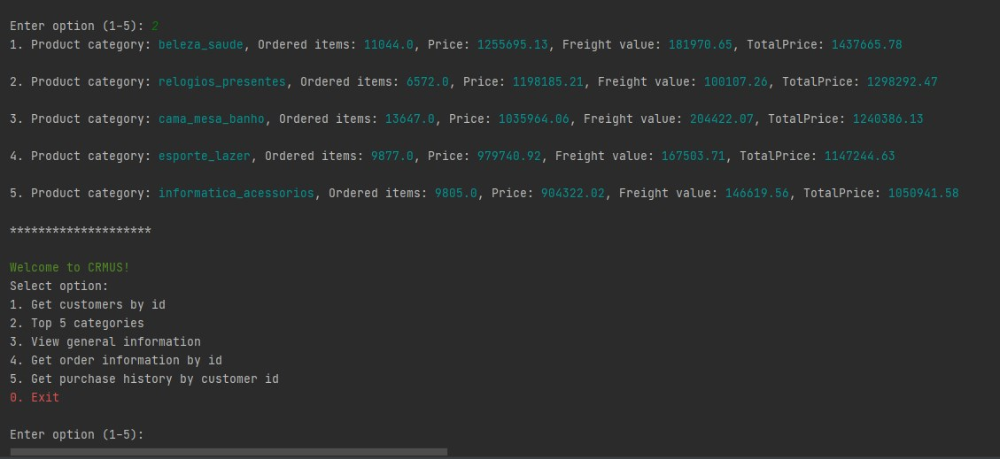 Enter option (1-5): 2
1. Product category: beleza_saude, Ordered items: 11044.0, Price: 1255695.13, Freight value: 181970.65, TotalPrice: 1437665.78
2. Product category: relogios_presentes, Ordered items: 6572.0, Price: 1198185.21, Freight value: 100107.26, TotalPrice: 1298292.47
3. Product category: cama_mesa_banho, Ordered items: 13647.0, Price: 1035964.06, Freight value: 204422.07, TotalPrice: 1240386.13
4. Product category: esporte_lazer, Ordered items: 9877.0, Price: 979740.92, Freight value: 167503.71, TotalPrice: 1147244.63
5. Product category: informatica_acessorios, Ordered items: 9805.0, Price: 904322.02, Freight value: 146619.56, TotalPrice: 1050941.58
********************
Welcome to CRMUS!
Select option:
1. Get customers by id
2. Top 5 categories
3. View general information
4. Get order information by id
5. Get purchase history by customer id
0. Exit
Enter option (1-5):